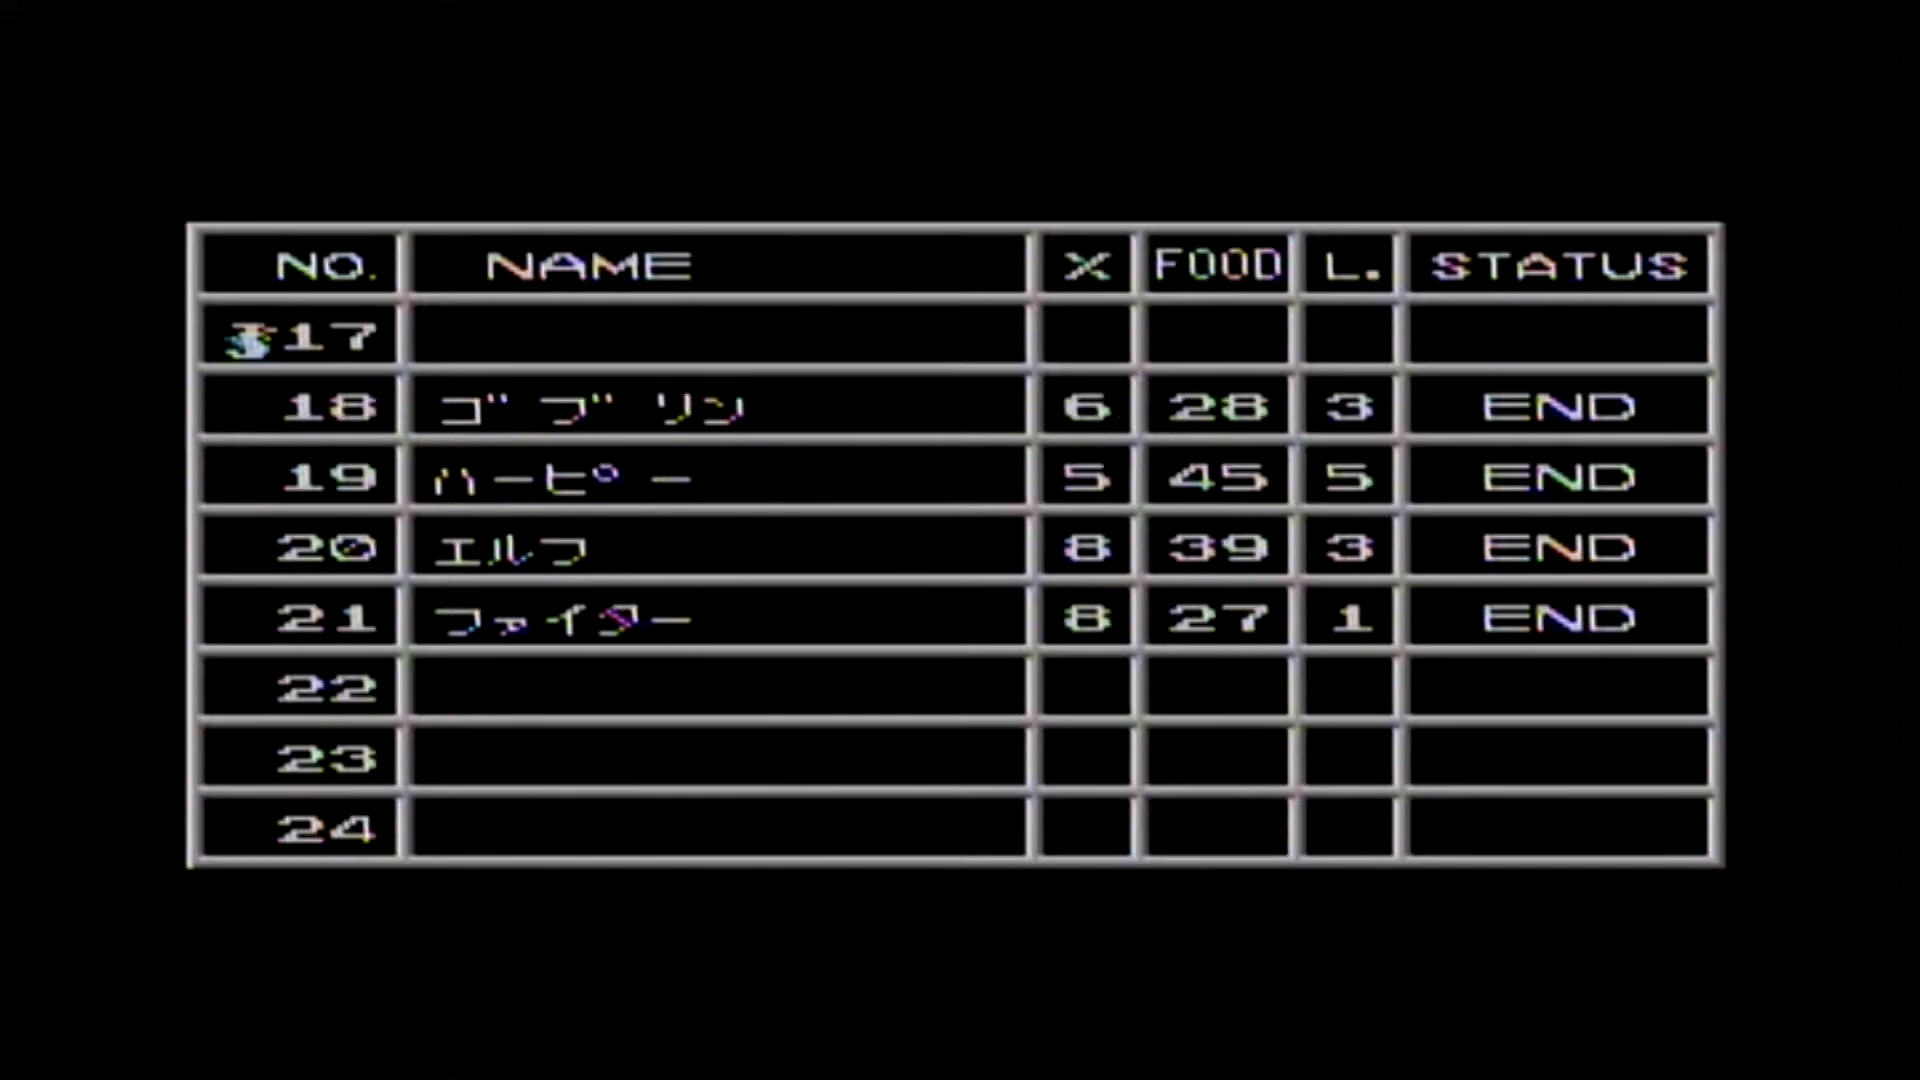 NO. NAME X FOOD L. STATUS
17
18 ゴブリン 6 28 3 END
19 ハーピー 5 45 5 END
20 エルフ 8 39 3 END
21 ファイター 8 27 1 END
22
23
24